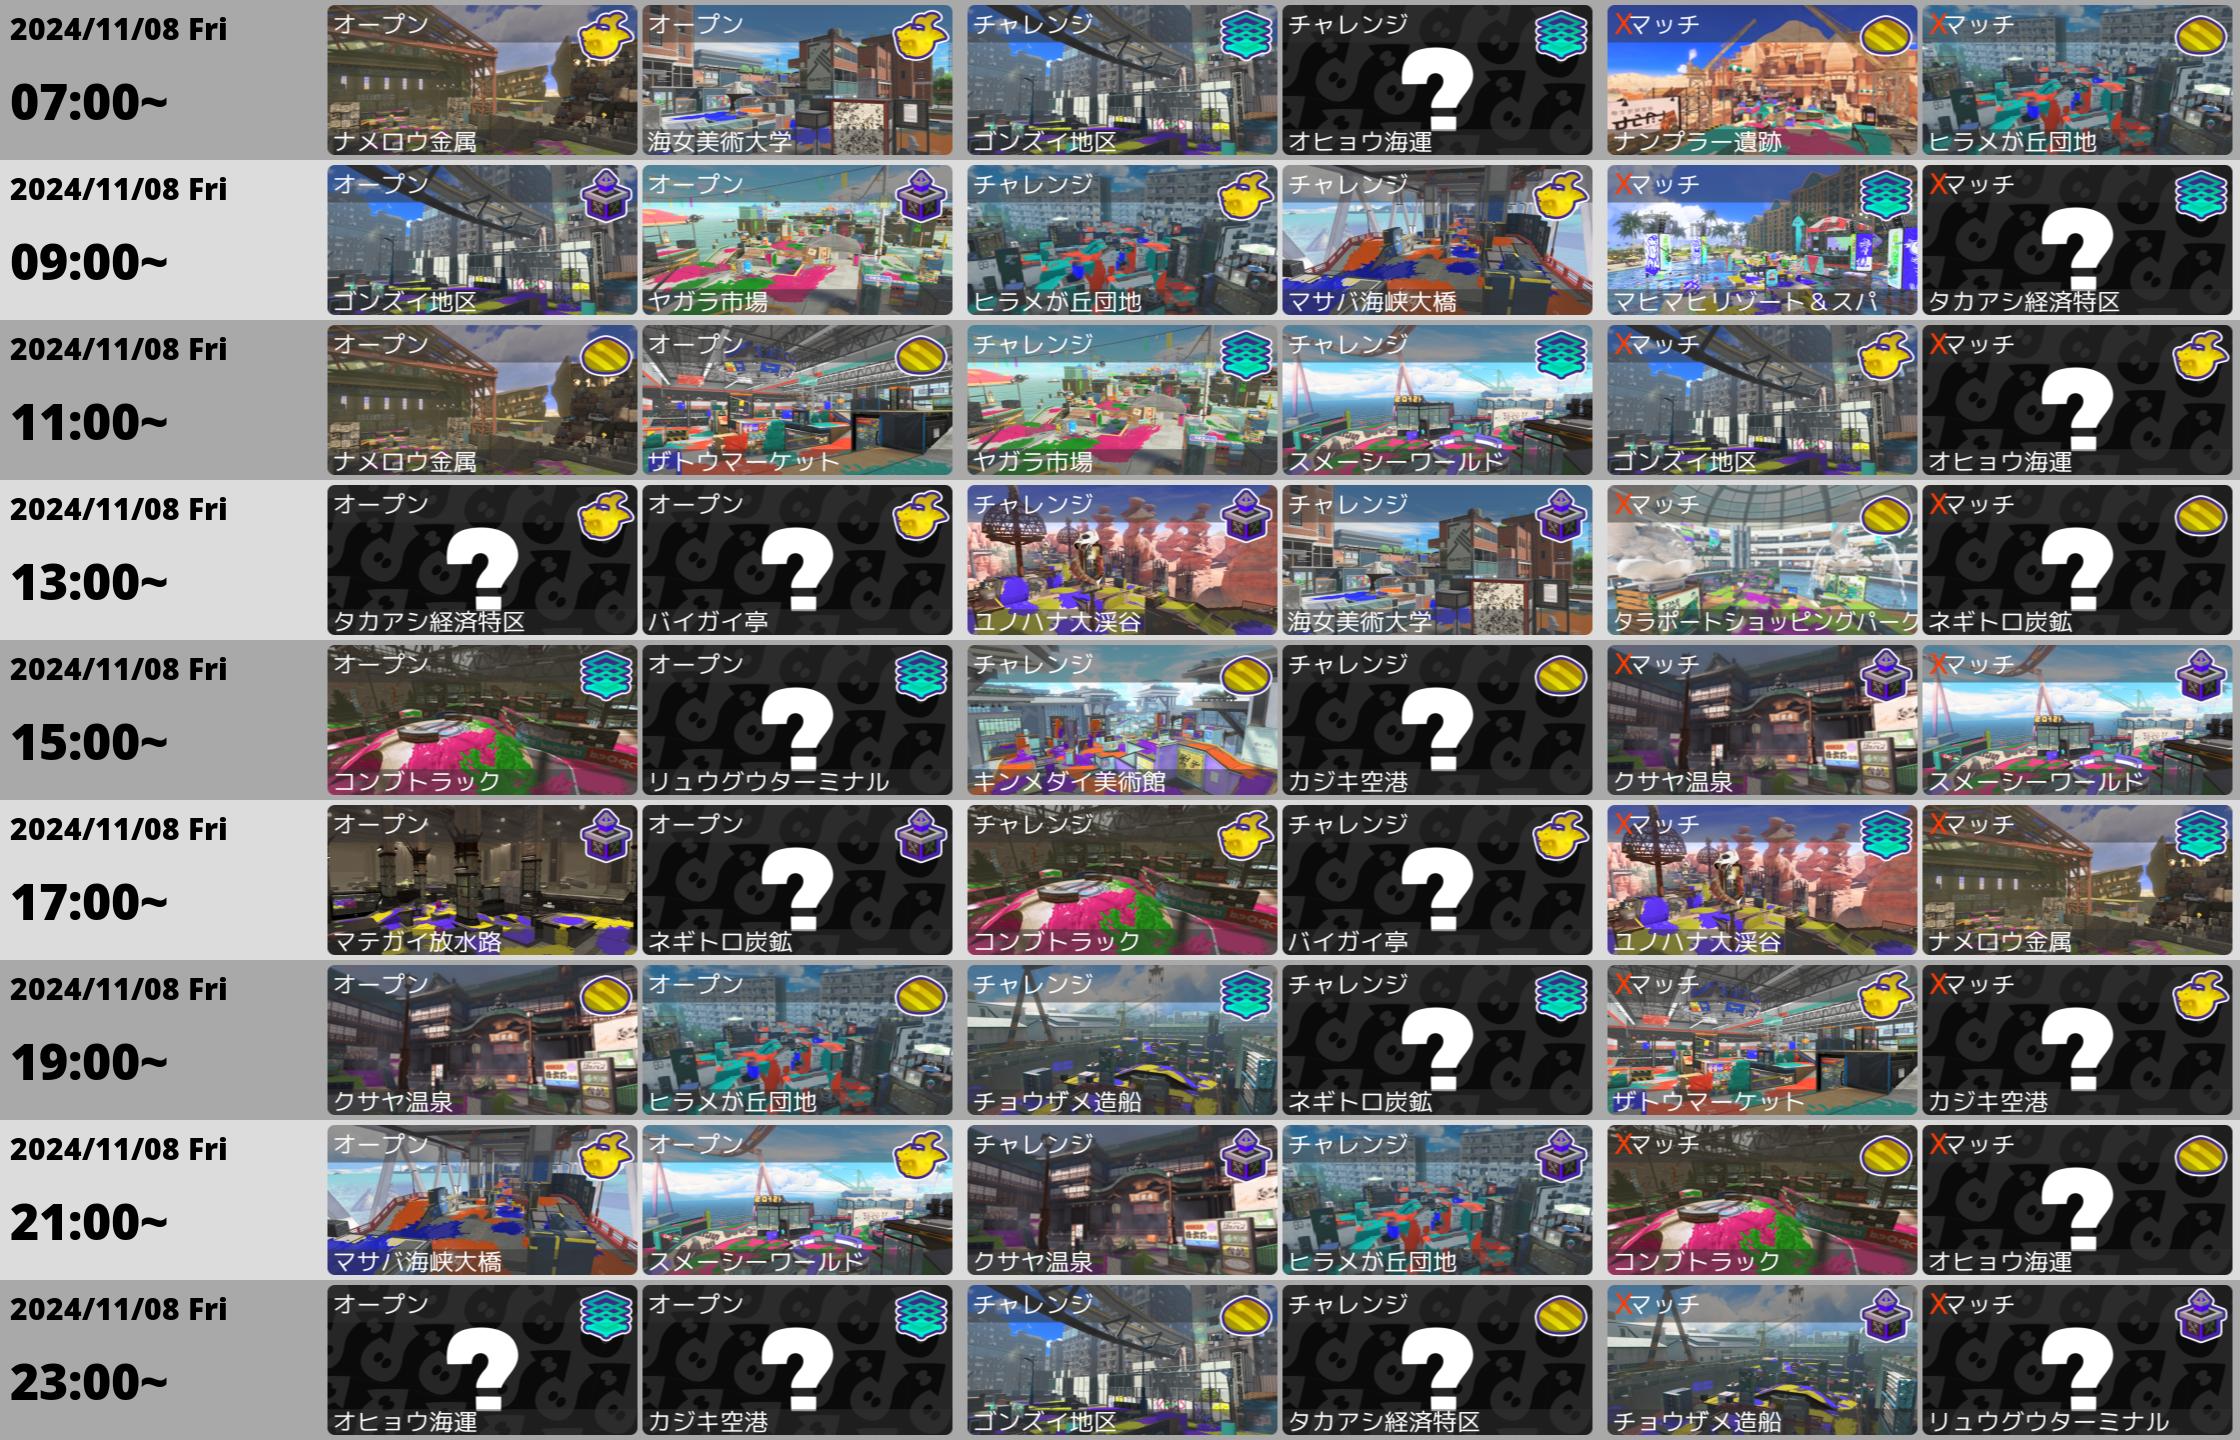 2024/11/08 Fri
07:00~
オープン
ナメロウ金属
オープン
海女美術大学
チャレンジ
ゴンズイ地区
チャレンジ
オヒョウ海運
Xマッチ
ナンプラー遺跡
Xマッチ
ヒラメが丘団地
2024/11/08 Fri
09:00~
オープン
ゴンズイ地区
オープン
ヤガラ市場
チャレンジ
ヒラメが丘団地
チャレンジ
マサバ海峡大橋
Xマッチ
マヒマヒリゾート&スパ
Xマッチ
タカアシ経済特区
2024/11/08 Fri
11:00~
オープン
ナメロウ金属
オープン
ザトウマーケット
チャレンジ
ヤガラ市場
チャレンジ
スメーシーワールド
Xマッチ
ゴンズイ地区
Xマッチ
オヒョウ海運
2024/11/08 Fri
13:00~
オープン
タカアシ経済特区
オープン
バイガイ亭
チャレンジ
ユノハナ大渓谷
チャレンジ
海女美術大学
Xマッチ
タラポートショッピングパーク
Xマッチ
ネギトロ炭鉱
2024/11/08 Fri
15:00~
オープン
コンブトラック
オープン
リュウグウターミナル
チャレンジ
キンメダイ美術館
チャレンジ
カジキ空港
Xマッチ
クサヤ温泉
Xマッチ
スメーシーワールド
2024/11/08 Fri
17:00~
オープン
マテガイ放水路
オープン
ネギトロ炭鉱
チャレンジ
コンブトラック
チャレンジ
バイガイ亭
Xマッチ
ユノハナ大渓谷
Xマッチ
ナメロウ金属
2024/11/08 Fri
19:00~
オープン
クサヤ温泉
オープン
ヒラメが丘団地
チャレンジ
チョウザメ造船
チャレンジ
ネギトロ炭鉱
Xマッチ
ザトウマーケット
Xマッチ
カジキ空港
2024/11/08 Fri
21:00~
オープン
マサバ海峡大橋
オープン
スメーシーワールド
チャレンジ
クサヤ温泉
チャレンジ
ヒラメが丘団地
Xマッチ
コンブトラック
Xマッチ
オヒョウ海運
2024/11/08 Fri
23:00~
オープン
オヒョウ海運
オープン
カジキ空港
チャレンジ
ゴンズイ地区
チャレンジ
タカアシ経済特区
Xマッチ
チョウザメ造船
Xマッチ
リュウグウターミナル